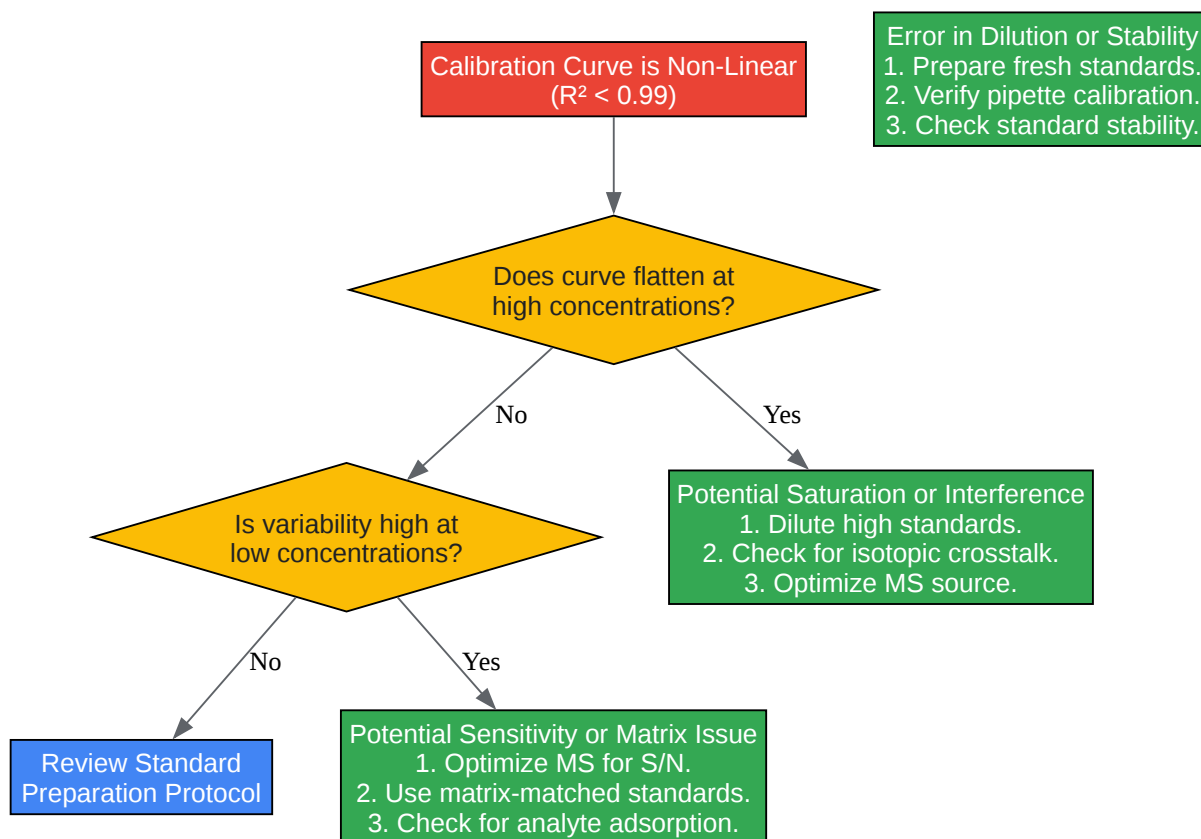 Calibration Curve is Non-Linear
(R² < 0.99)
Error in Dilution or Stability
1. Prepare fresh standards.
2. Verify pipette calibration.
3. Check standard stability.
Does curve flatten at
high concentrations?
No
Yes
Is variability high at
low concentrations?
Potential Saturation or Interference
1. Dilute high standards.
2. Check for isotopic crosstalk.
3. Optimize MS source.
No
Yes
Review Standard
Preparation Protocol
Potential Sensitivity or Matrix Issue
1. Optimize MS for S/N.
2. Use matrix-matched standards.
3. Check for analyte adsorption.